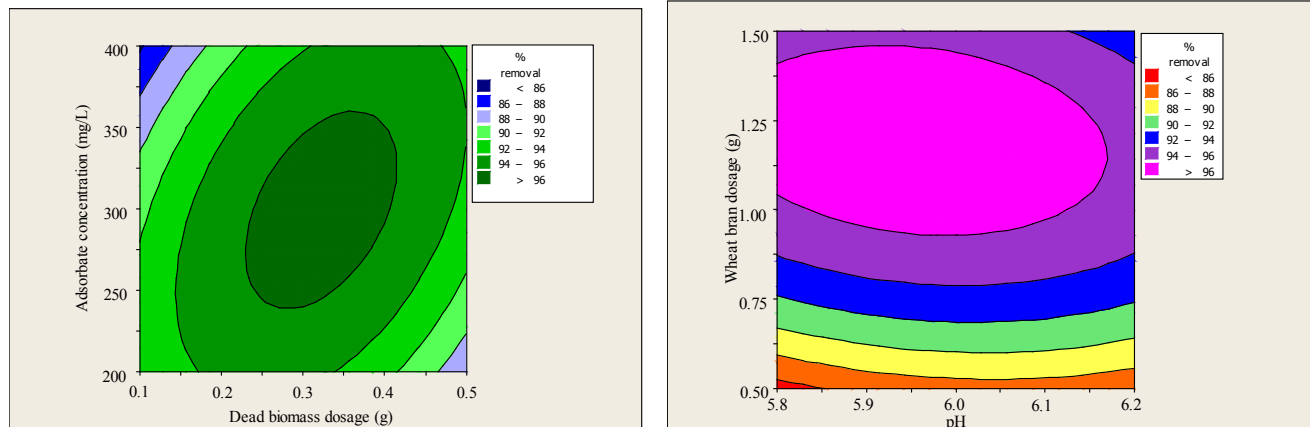 400
350
300
250
200
Adsorbate concentration (mg/L)
0.1
0.2
0.3
0.4
0.5
Dead biomass dosage (g)
%
removal
< 86
86 – 88
88 – 90
90 – 92
92 – 94
94 – 96
> 96
1.50
1.25
1.00
0.75
0.50
Wheat bran dosage (g)
5.8
5.9
6.0
6.1
6.2
pH
%
removal
< 86
86 – 88
88 – 90
90 – 92
92 – 94
94 – 96
> 96